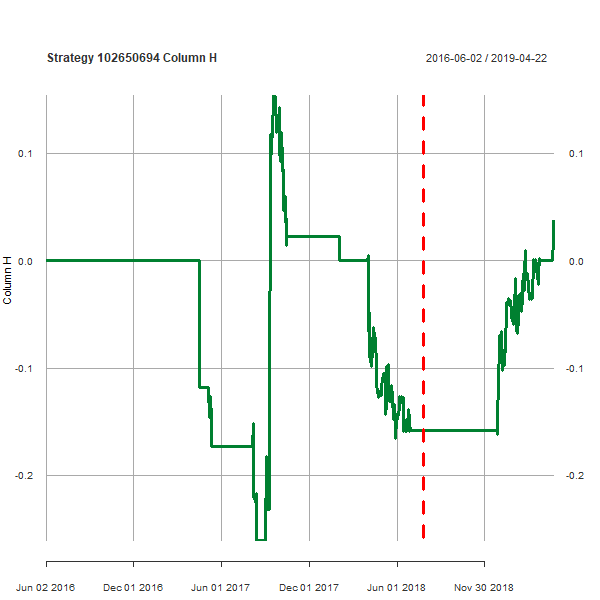 Strategy 102650694 Column H 2016-06-02 / 2019-04-22
0.1 0.1
0.0 0.0
-0.1 -0.1
-0.2 -0.2
Column H
Jun 02 2016 Dec 01 2016 Jun 01 2017 Dec 01 2017 Jun 01 2018 Nov 30 2018